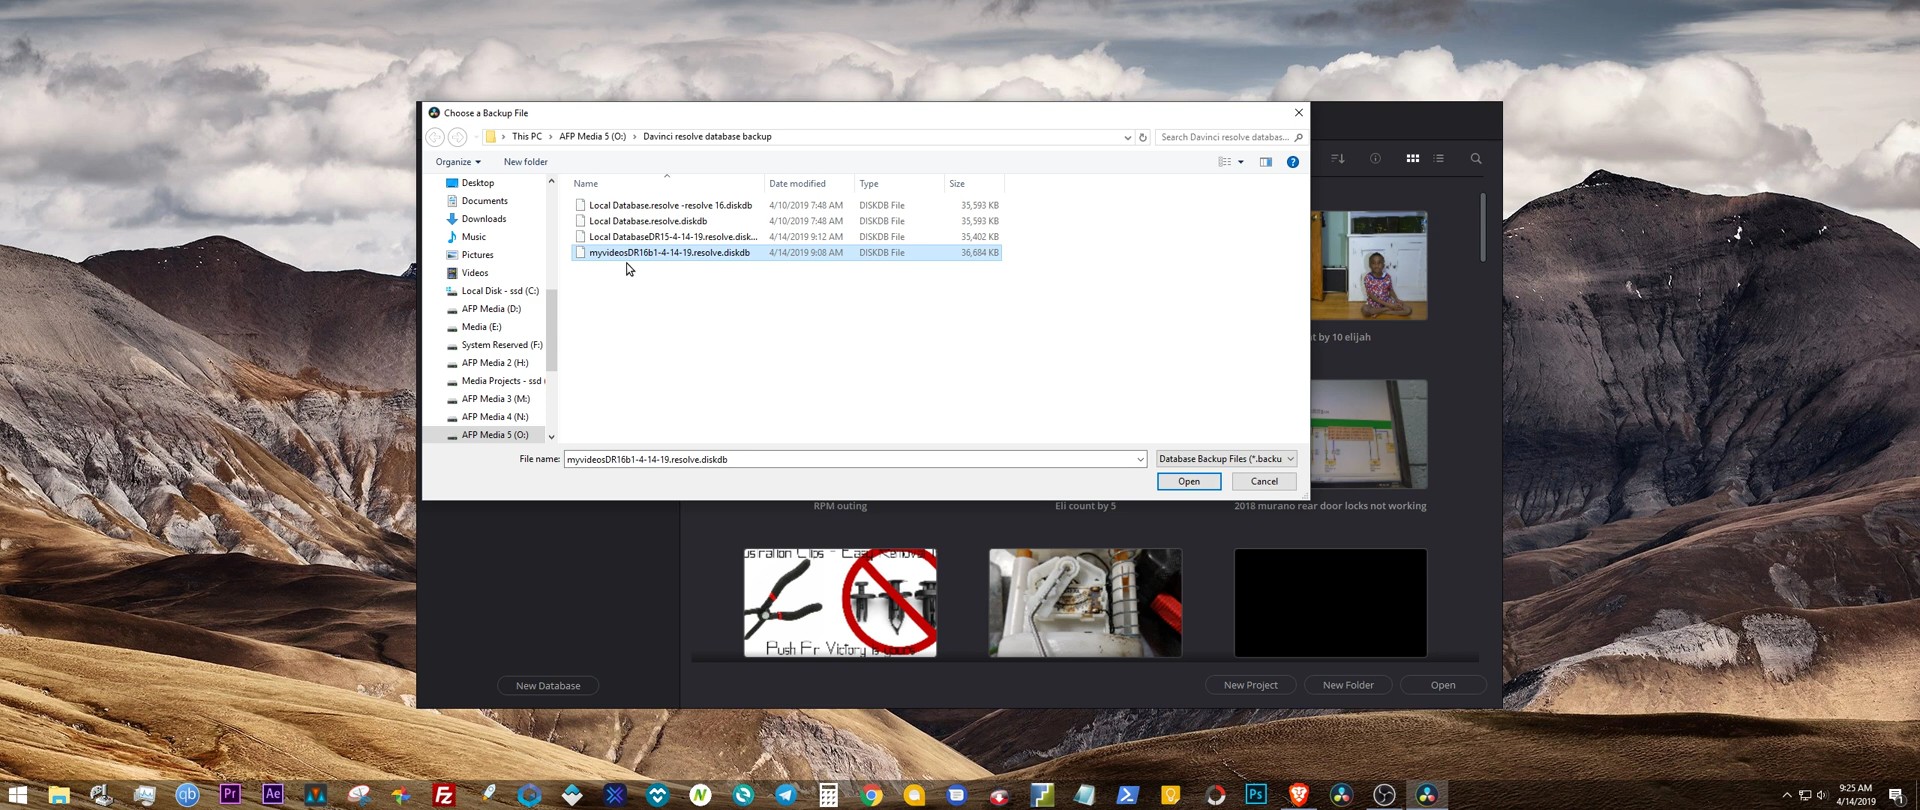 Choose a Backup File
This PC > AFP Media 5 (O:) > Davinci resolve database backup
Search Davinci resolve databas...
Organize
New folder
Desktop
Documents
Downloads
Music
Pictures
Videos
Local Disk - ssd (C:)
AFP Media (D:)
Media (E:)
System Reserved (F:)
AFP Media 2 (H:)
Media Projects - ssd
AFP Media 3 (M:)
AFP Media 4 (N:)
AFP Media 5 (O:)
Name Date modified Type Size
Local Database.resolve -resolve 16.diskdb 4/10/2019 7:48 AM DISKDB File 35,593 KB
Local Database.resolve.diskdb 4/10/2019 7:48 AM DISKDB File 35,593 KB
Local DatabaseDR15-4-14-19.resolve.disk... 4/14/2019 9:12 AM DISKDB File 35,402 KB
myvideosDR16b1-4-14-19.resolve.diskdb 4/14/2019 9:08 AM DISKDB File 36,684 KB
File name: myvideosDR16b1-4-14-19.resolve.diskdb
Database Backup Files (*.backu
Open
Cancel
t by 10 elijah
RPM outing
Eli count by 5
2018 murano rear door locks not working
Push Pr Victory is yours
New Database
New Project
New Folder
Open
qb
Pr
Ae
Fz
N
Ps
9:25 AM
4/14/2019